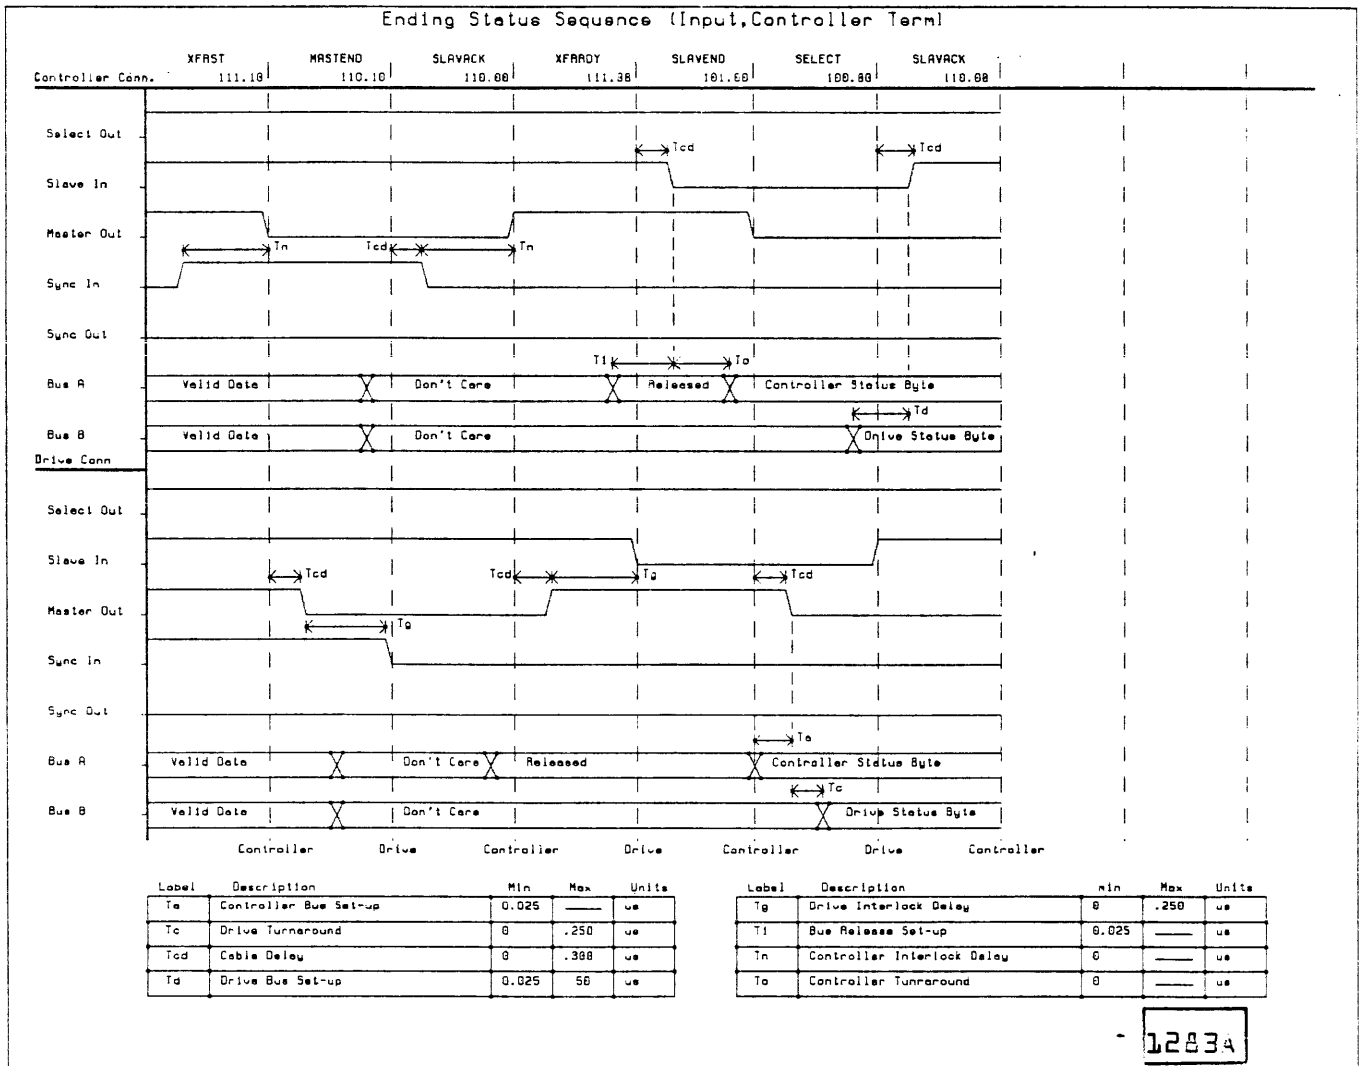 Ending Status Sequence (Input,Controller Term)
XFRST MASTEND SLAVACK XFRRDY SLAVEND SELECT SLAVACK
Controller Conn. 111.10 110.10 110.00 111.30 101.60 100.00 110.00
Select Out
Tcd Tcd
Slave In
Master Out
Tn Tcd Tn
Sync In
Sync Out
Ti To
Bus A Valid Data Don't Care Released Controller Status Byte
Td
Bus B Valid Data Don't Care Drive Status Byte
Drive Conn
Select Out
Slave In
Tcd Tcd Tg Tcd
Master Out
Tg
Sync In
Sync Out
Ta
Bus A Valid Data Don't Care Released Controller Status Byte
Tc
Bus B Valid Data Don't Care Drive Status Byte
Controller Drive Controller Drive Controller Drive Controller
Label Description Min Max Units
Ta Controller Bus Set-up 0.025 us
Tc Drive Turnaround 0 .250 us
Tcd Cable Delay 0 .300 us
Td Drive Bus Set-up 0.025 50 us
Label Description min Max Units
Tg Drive Interlock Delay 0 .250 us
Ti Bus Release Set-up 0.025 us
Tn Controller Interlock Delay 0 us
To Controller Turnaround 0 us
1283A